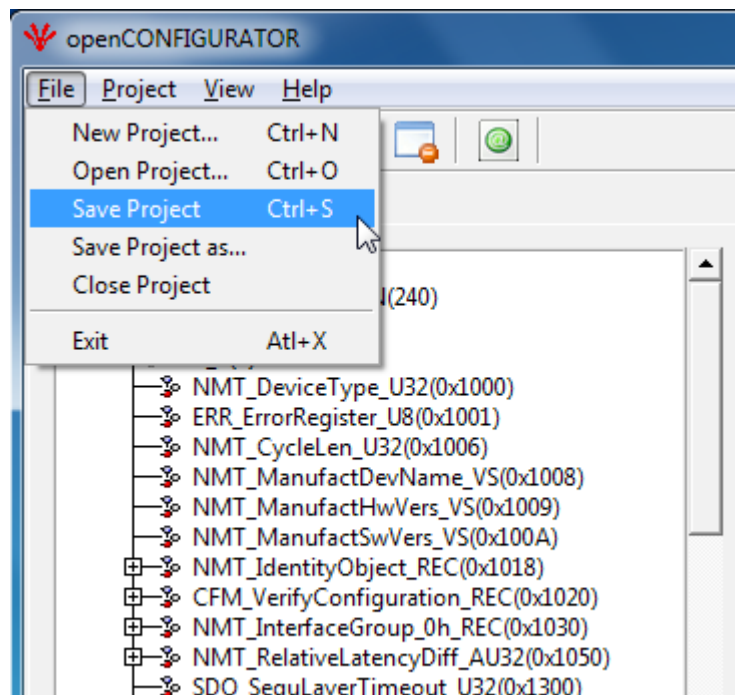 openCONFIGURATOR
File Project View Help
New Project... Ctrl+N
Open Project... Ctrl+O
Save Project Ctrl+S
Save Project as...
Close Project
(240)
Exit Atl+X
NMT_DeviceType_U32(0x1000)
ERR_ErrorRegister_U8(0x1001)
NMT_CycleLen_U32(0x1006)
NMT_ManufactDevName_VS(0x1008)
NMT_ManufactHwVers_VS(0x1009)
NMT_ManufactSwVers_VS(0x100A)
NMT_IdentityObject_REC(0x1018)
CFM_VerifyConfiguration_REC(0x1020)
NMT_InterfaceGroup_0h_REC(0x1030)
NMT_RelativeLatencyDiff_AU32(0x1050)
SDO_SequLayerTimeout_U32(0x1300)